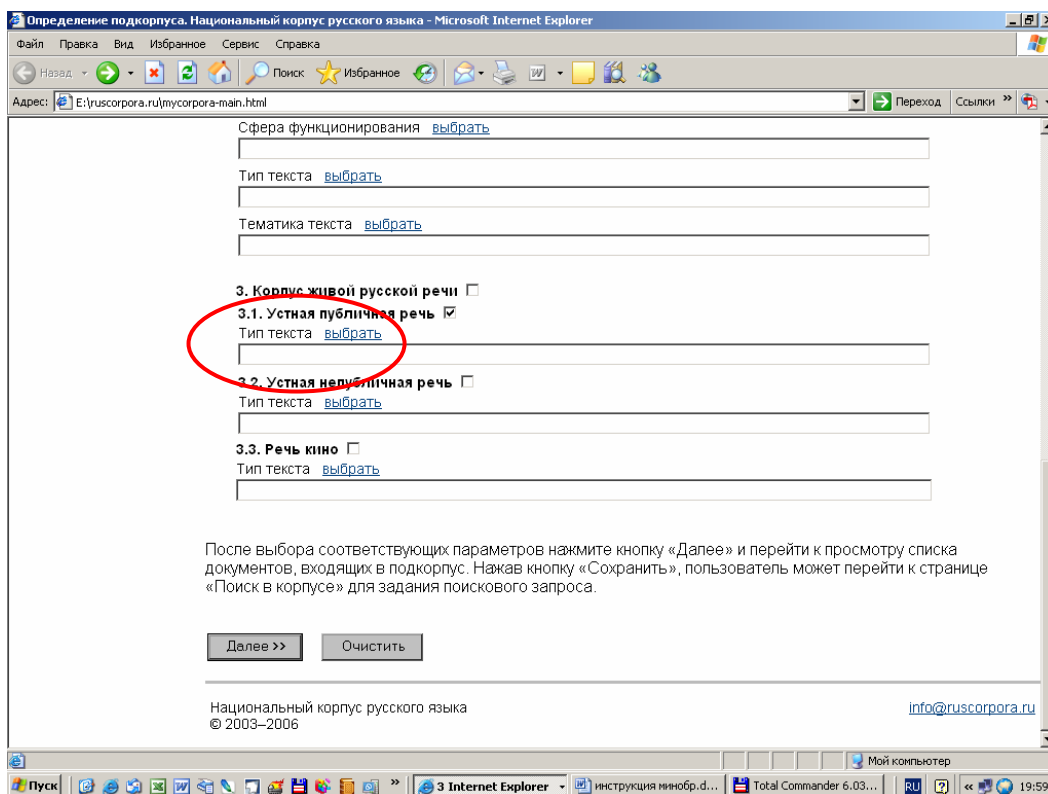 Определение подкорпуса. Национальный корпус русского языка - Microsoft Internet Explorer
Файл Правка Вид Избранное Сервис Справка
Назад Поиск Избранное
Адрес: E:\ruscorpora.ru\mycorpora-main.html Переход Ссылки »
Сфера функционирования выбрать
Тип текста выбрать
Тематика текста выбрать
3. Корпус живой русской речи
3.1. Устная публичная речь
Тип текста выбрать
3.2. Устная непубличная речь
Тип текста выбрать
3.3. Речь кино
Тип текста выбрать
После выбора соответствующих параметров нажмите кнопку «Далее» и перейти к просмотру списка
документов, входящих в подкорпус. Нажав кнопку «Сохранить», пользователь может перейти к странице
«Поиск в корпусе» для задания поискового запроса.
Далее >> Очистить
Национальный корпус русского языка info@ruscorpora.ru
© 2003–2006
Мой компьютер
Пуск » 3 Internet Explorer инструкция минобр.d... Total Commander 6.03... RU « 19:59